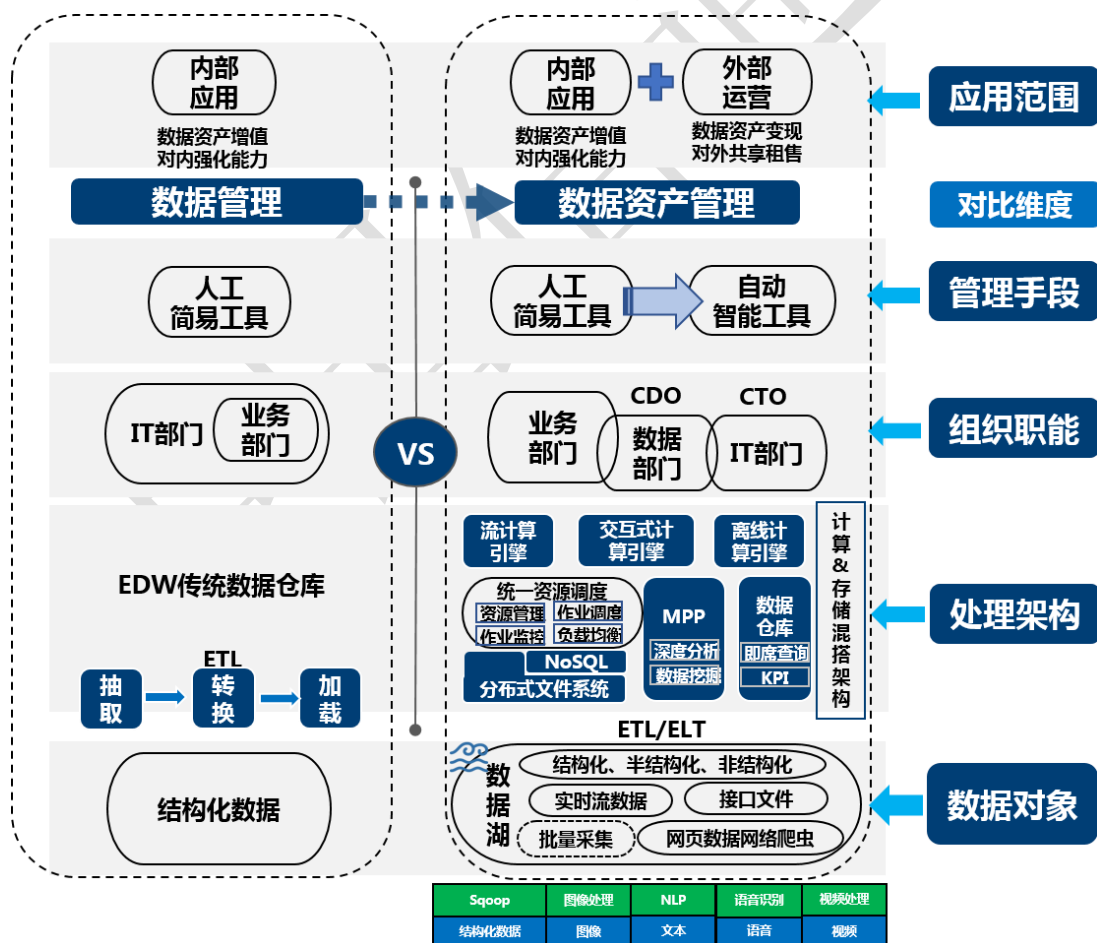 内部
应用
数据资产增值
对内强化能力
内部
应用
外部
运营
数据资产增值
对内强化能力
数据资产变现
对外共享租售
应用范围
数据管理
数据资产管理
对比维度
人工
简易工具
人工
简易工具
自动
智能工具
管理手段
IT部门
业务
部门
VS
CDO
CTO
业务
部门
数据
部门
IT部门
组织职能
EDW传统数据仓库
ETL
抽
取
转
换
加
载
流计算
引擎
交互式计
算引擎
离线计
算引擎
统一资源调度
资源管理
作业调度
作业监控
负载均衡
NoSQL
分布式文件系统
MPP
深度分析
数据挖掘
数据
仓库
即席查询
KPI
计
算
&
存
储
混
搭
架
构
处理架构
结构化数据
ETL/ELT
数
据
湖
结构化、半结构化、非结构化
实时流数据
接口文件
批量采集
网页数据网络爬虫
数据对象
Sqoop
图像处理
NLP
语音识别
视频处理
结构化数据
图像
文本
语音
视频